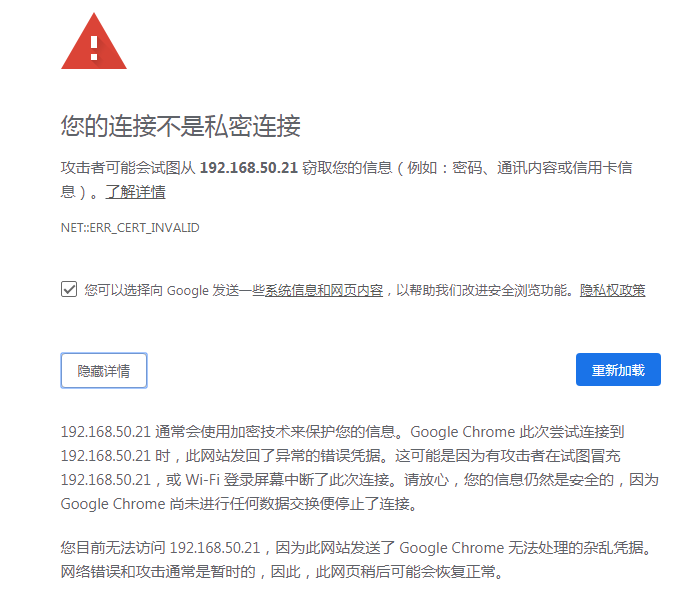 您的连接不是私密连接
攻击者可能会试图从 192.168.50.21 窃取您的信息（例如：密码、通讯内容或信用卡信
息）。了解详情
NET::ERR_CERT_INVALID
您可以选择向 Google 发送一些系统信息和网页内容，以帮助我们改进安全浏览功能。隐私权政策
隐藏详情
重新加载
192.168.50.21 通常会使用加密技术来保护您的信息。Google Chrome 此次尝试连接到
192.168.50.21 时，此网站发回了异常的错误凭据。这可能是因为有攻击者在试图冒充
192.168.50.21，或 Wi-Fi 登录屏幕中断了此次连接。请放心，您的信息仍然是安全的，因为
Google Chrome 尚未进行任何数据交换便停止了连接。
您目前无法访问 192.168.50.21，因为此网站发送了 Google Chrome 无法处理的杂乱凭据。
网络错误和攻击通常是暂时的，因此，此网页稍后可能会恢复正常。